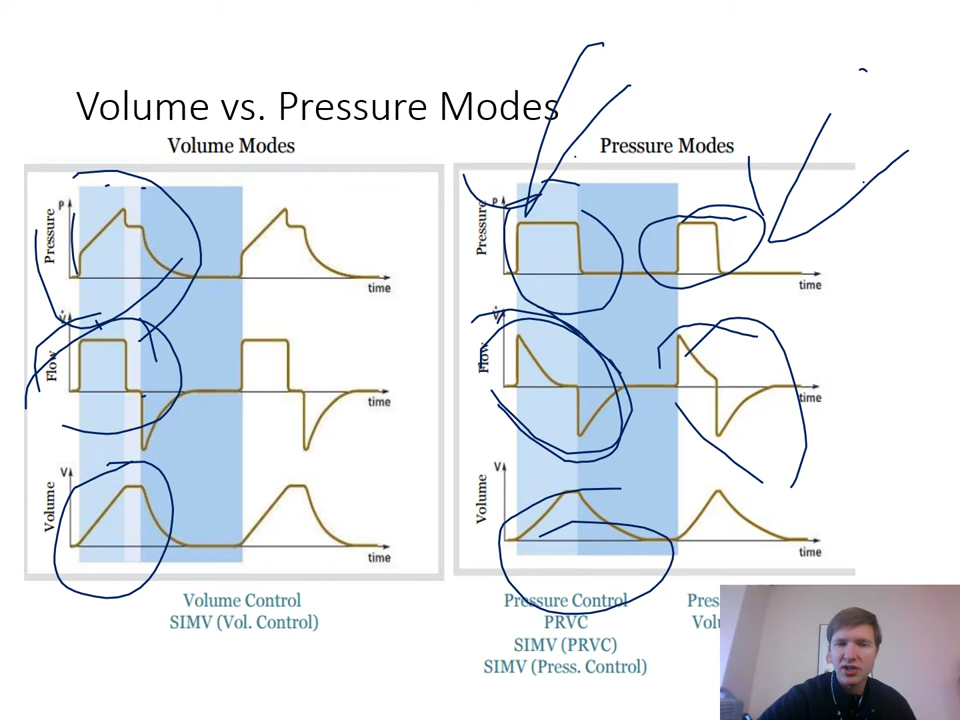 Volume vs. Pressure Modes
Volume Modes
P
Pressure
time
V̇
Flow
time
V
Volume
time
Volume Control
SIMV (Vol. Control)
Pressure Modes
P
Pressure
time
V̇
Flow
time
V
Volume
time
Pressure Control
PRVC
SIMV (PRVC)
SIMV (Press. Control)